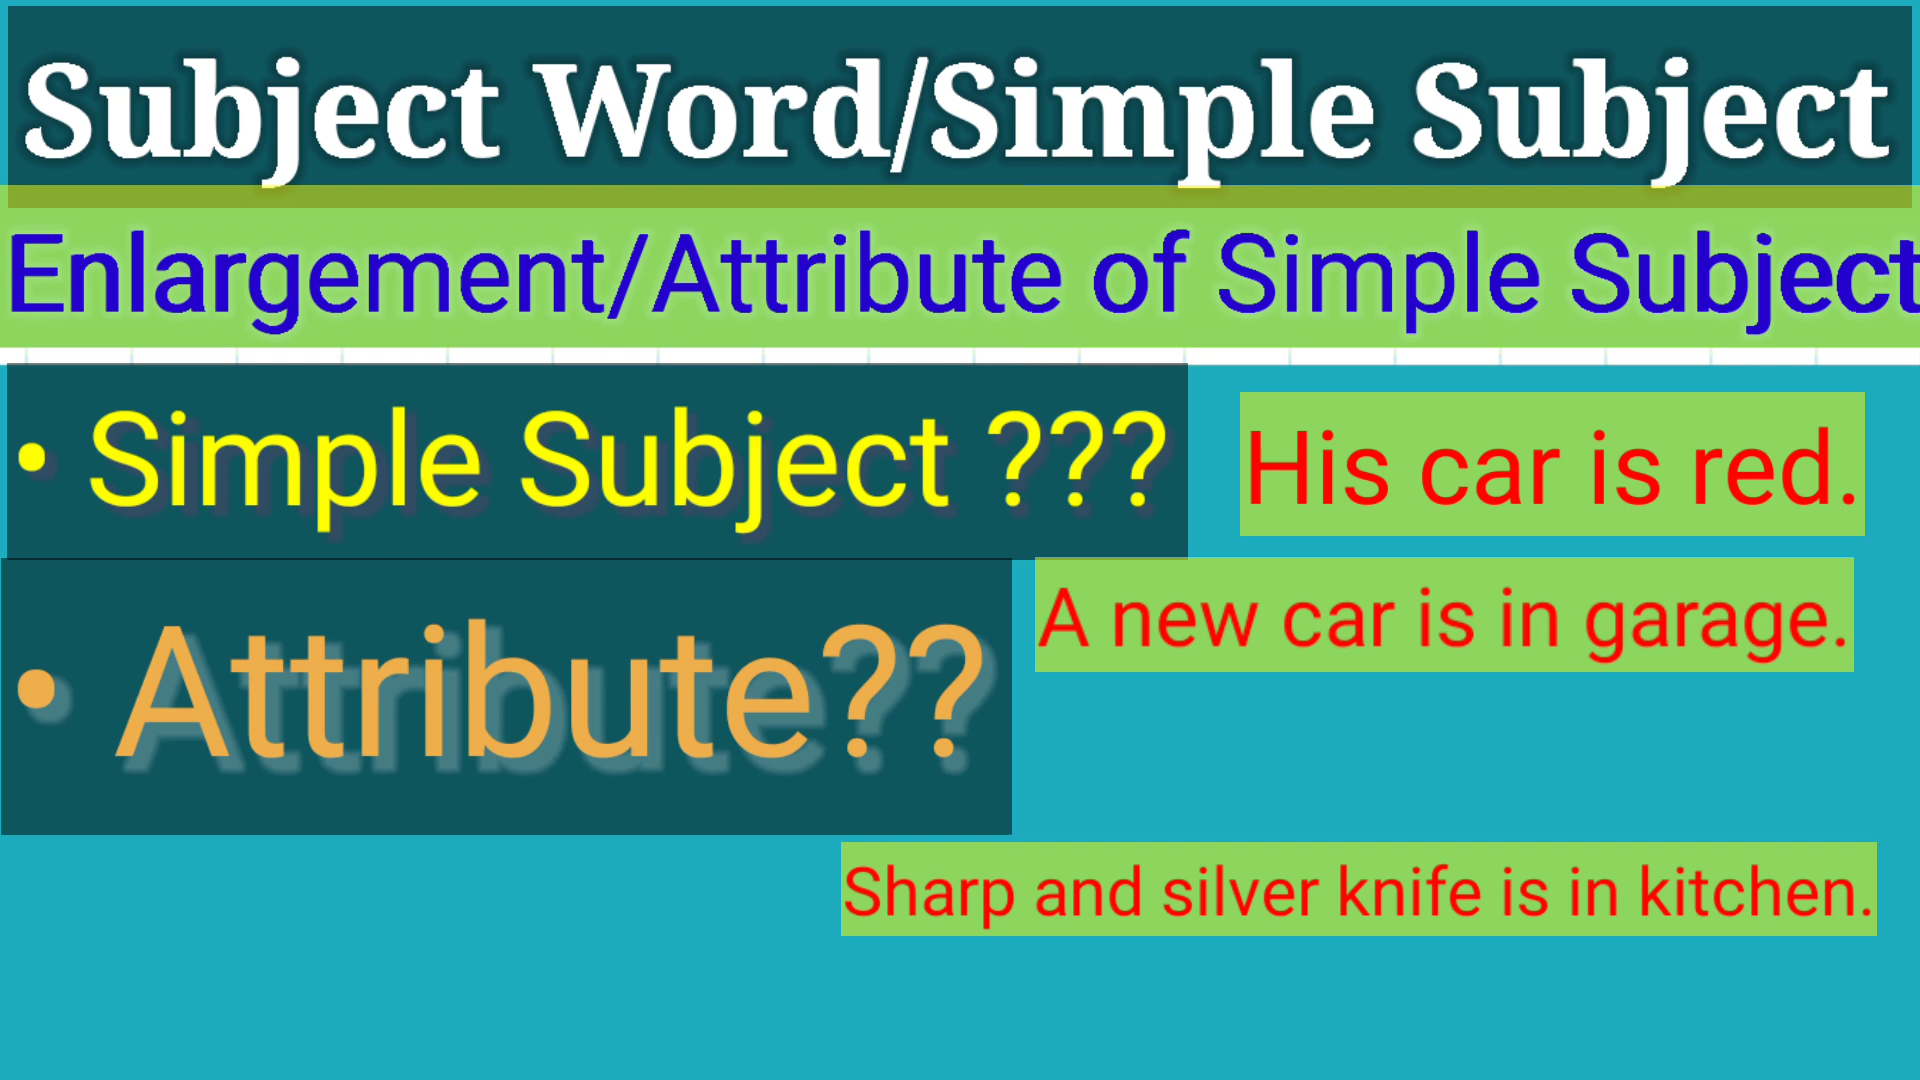 Subject Word/Simple Subject
Enlargement/Attribute of Simple Subject
• Simple Subject ???
His car is red.
A new car is in garage.
• Attribute??
Sharp and silver knife is in kitchen.